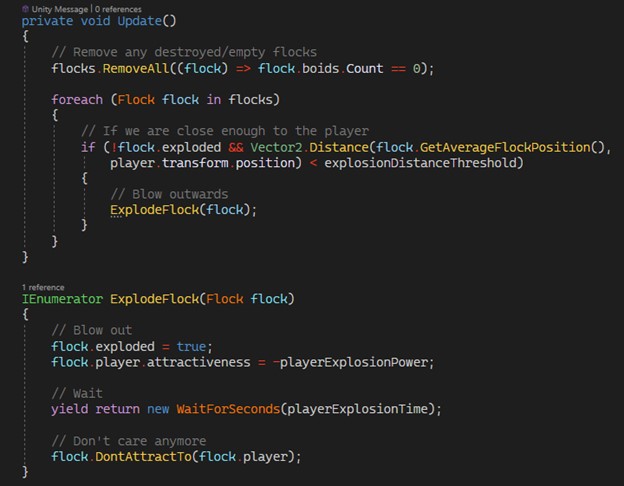 Unity Message | 0 references
private void Update()
{
    // Remove any destroyed/empty flocks
    flocks.RemoveAll((flock) => flock.boids.Count == 0);

    foreach (Flock flock in flocks)
    {
        // If we are close enough to the player
        if (!flock.exploded && Vector2.Distance(flock.GetAverageFlockPosition(),
            player.transform.position) < explosionDistanceThreshold)
        {
            // Blow outwards
            ExplodeFlock(flock);
        }
    }
}

1 reference
IEnumerator ExplodeFlock(Flock flock)
{
    // Blow out
    flock.exploded = true;
    flock.player.attractiveness = -playerExplosionPower;

    // Wait
    yield return new WaitForSeconds(playerExplosionTime);

    // Don't care anymore
    flock.DontAttractTo(flock.player);
}